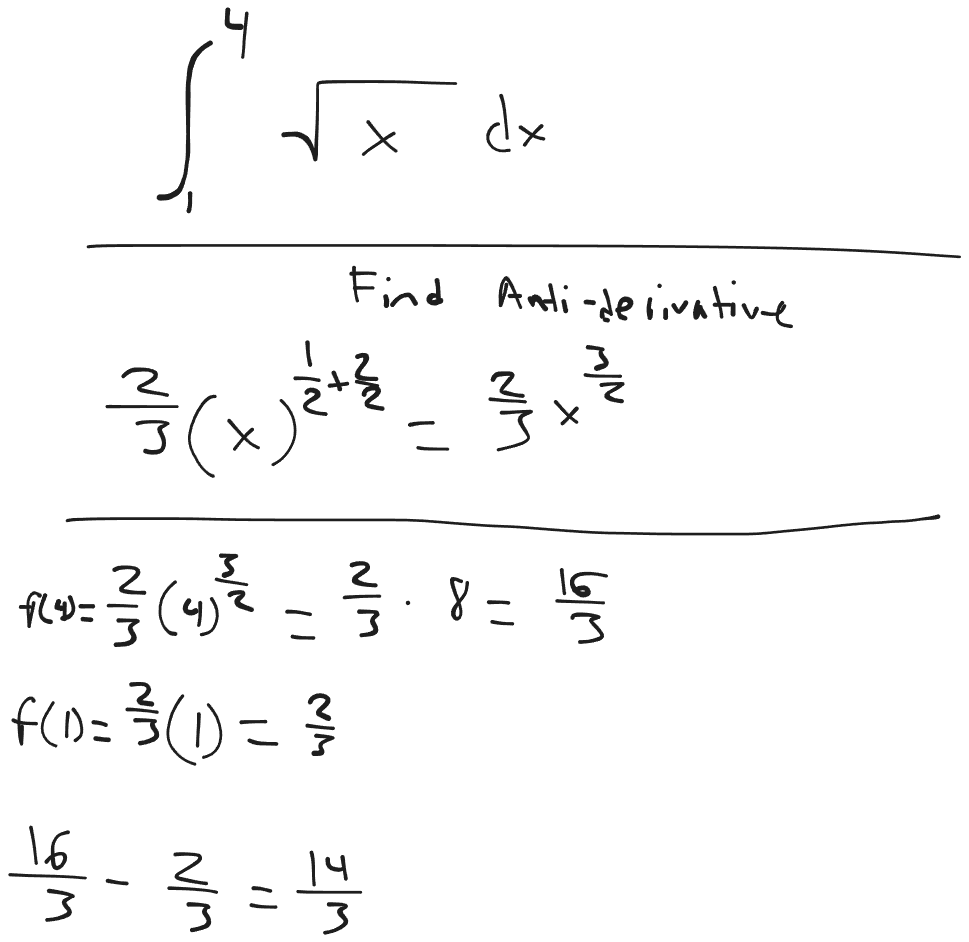 ∫₁⁴ √x dx
Find Anti-derivative
2/3 (x)^(1/2 + 2/2) = 2/3 x^(3/2)
f(4) = 2/3 (4)^(3/2) = 2/3 · 8 = 16/3
f(1) = 2/3 (1) = 2/3
16/3 - 2/3 = 14/3